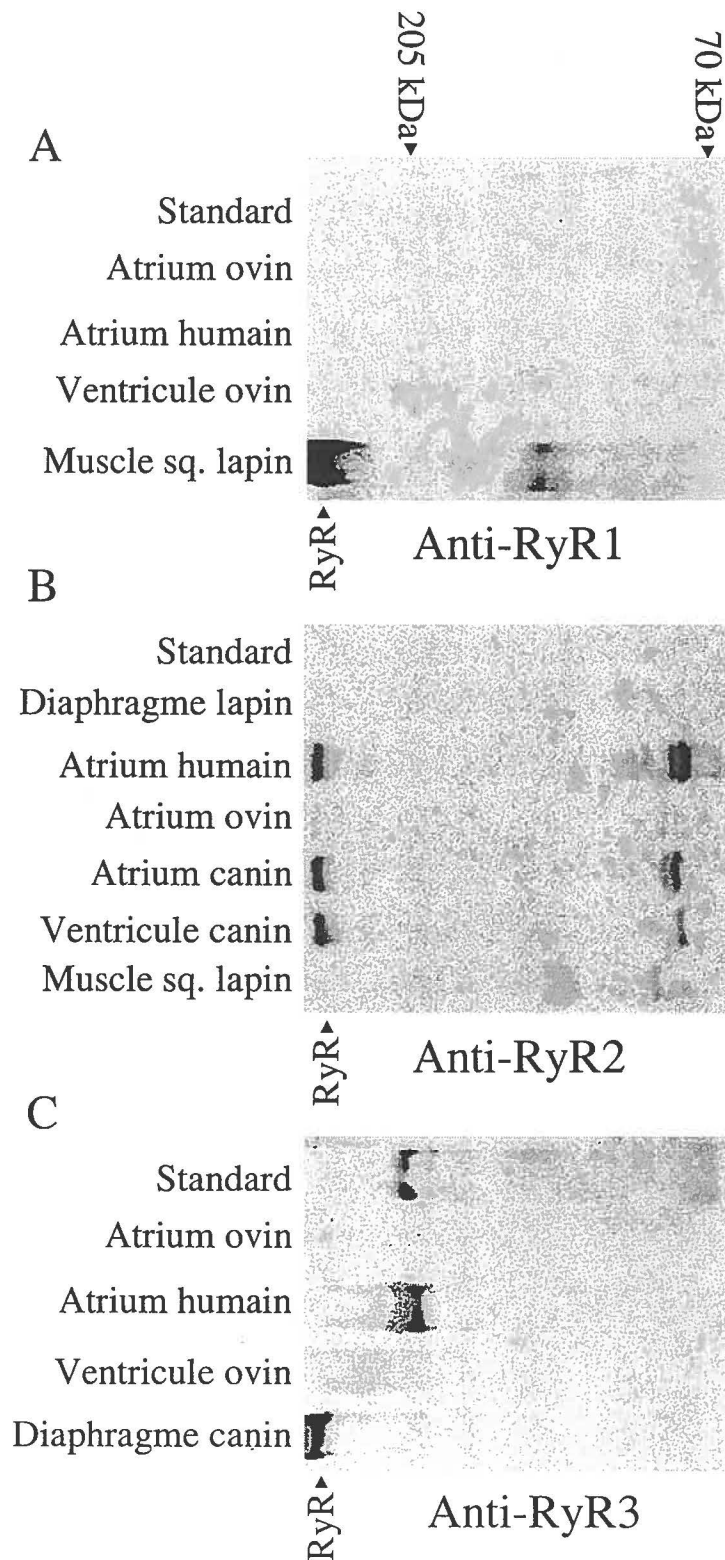 205 kDa▸
70 kDa▸
A
Standard
Atrium ovin
Atrium humain
Ventricule ovin
Muscle sq. lapin
RyR▸
Anti-RyR1
B
Standard
Diaphragme lapin
Atrium humain
Atrium ovin
Atrium canin
Ventricule canin
Muscle sq. lapin
RyR▸
Anti-RyR2
C
Standard
Atrium ovin
Atrium humain
Ventricule ovin
Diaphragme canin
RyR▸
Anti-RyR3